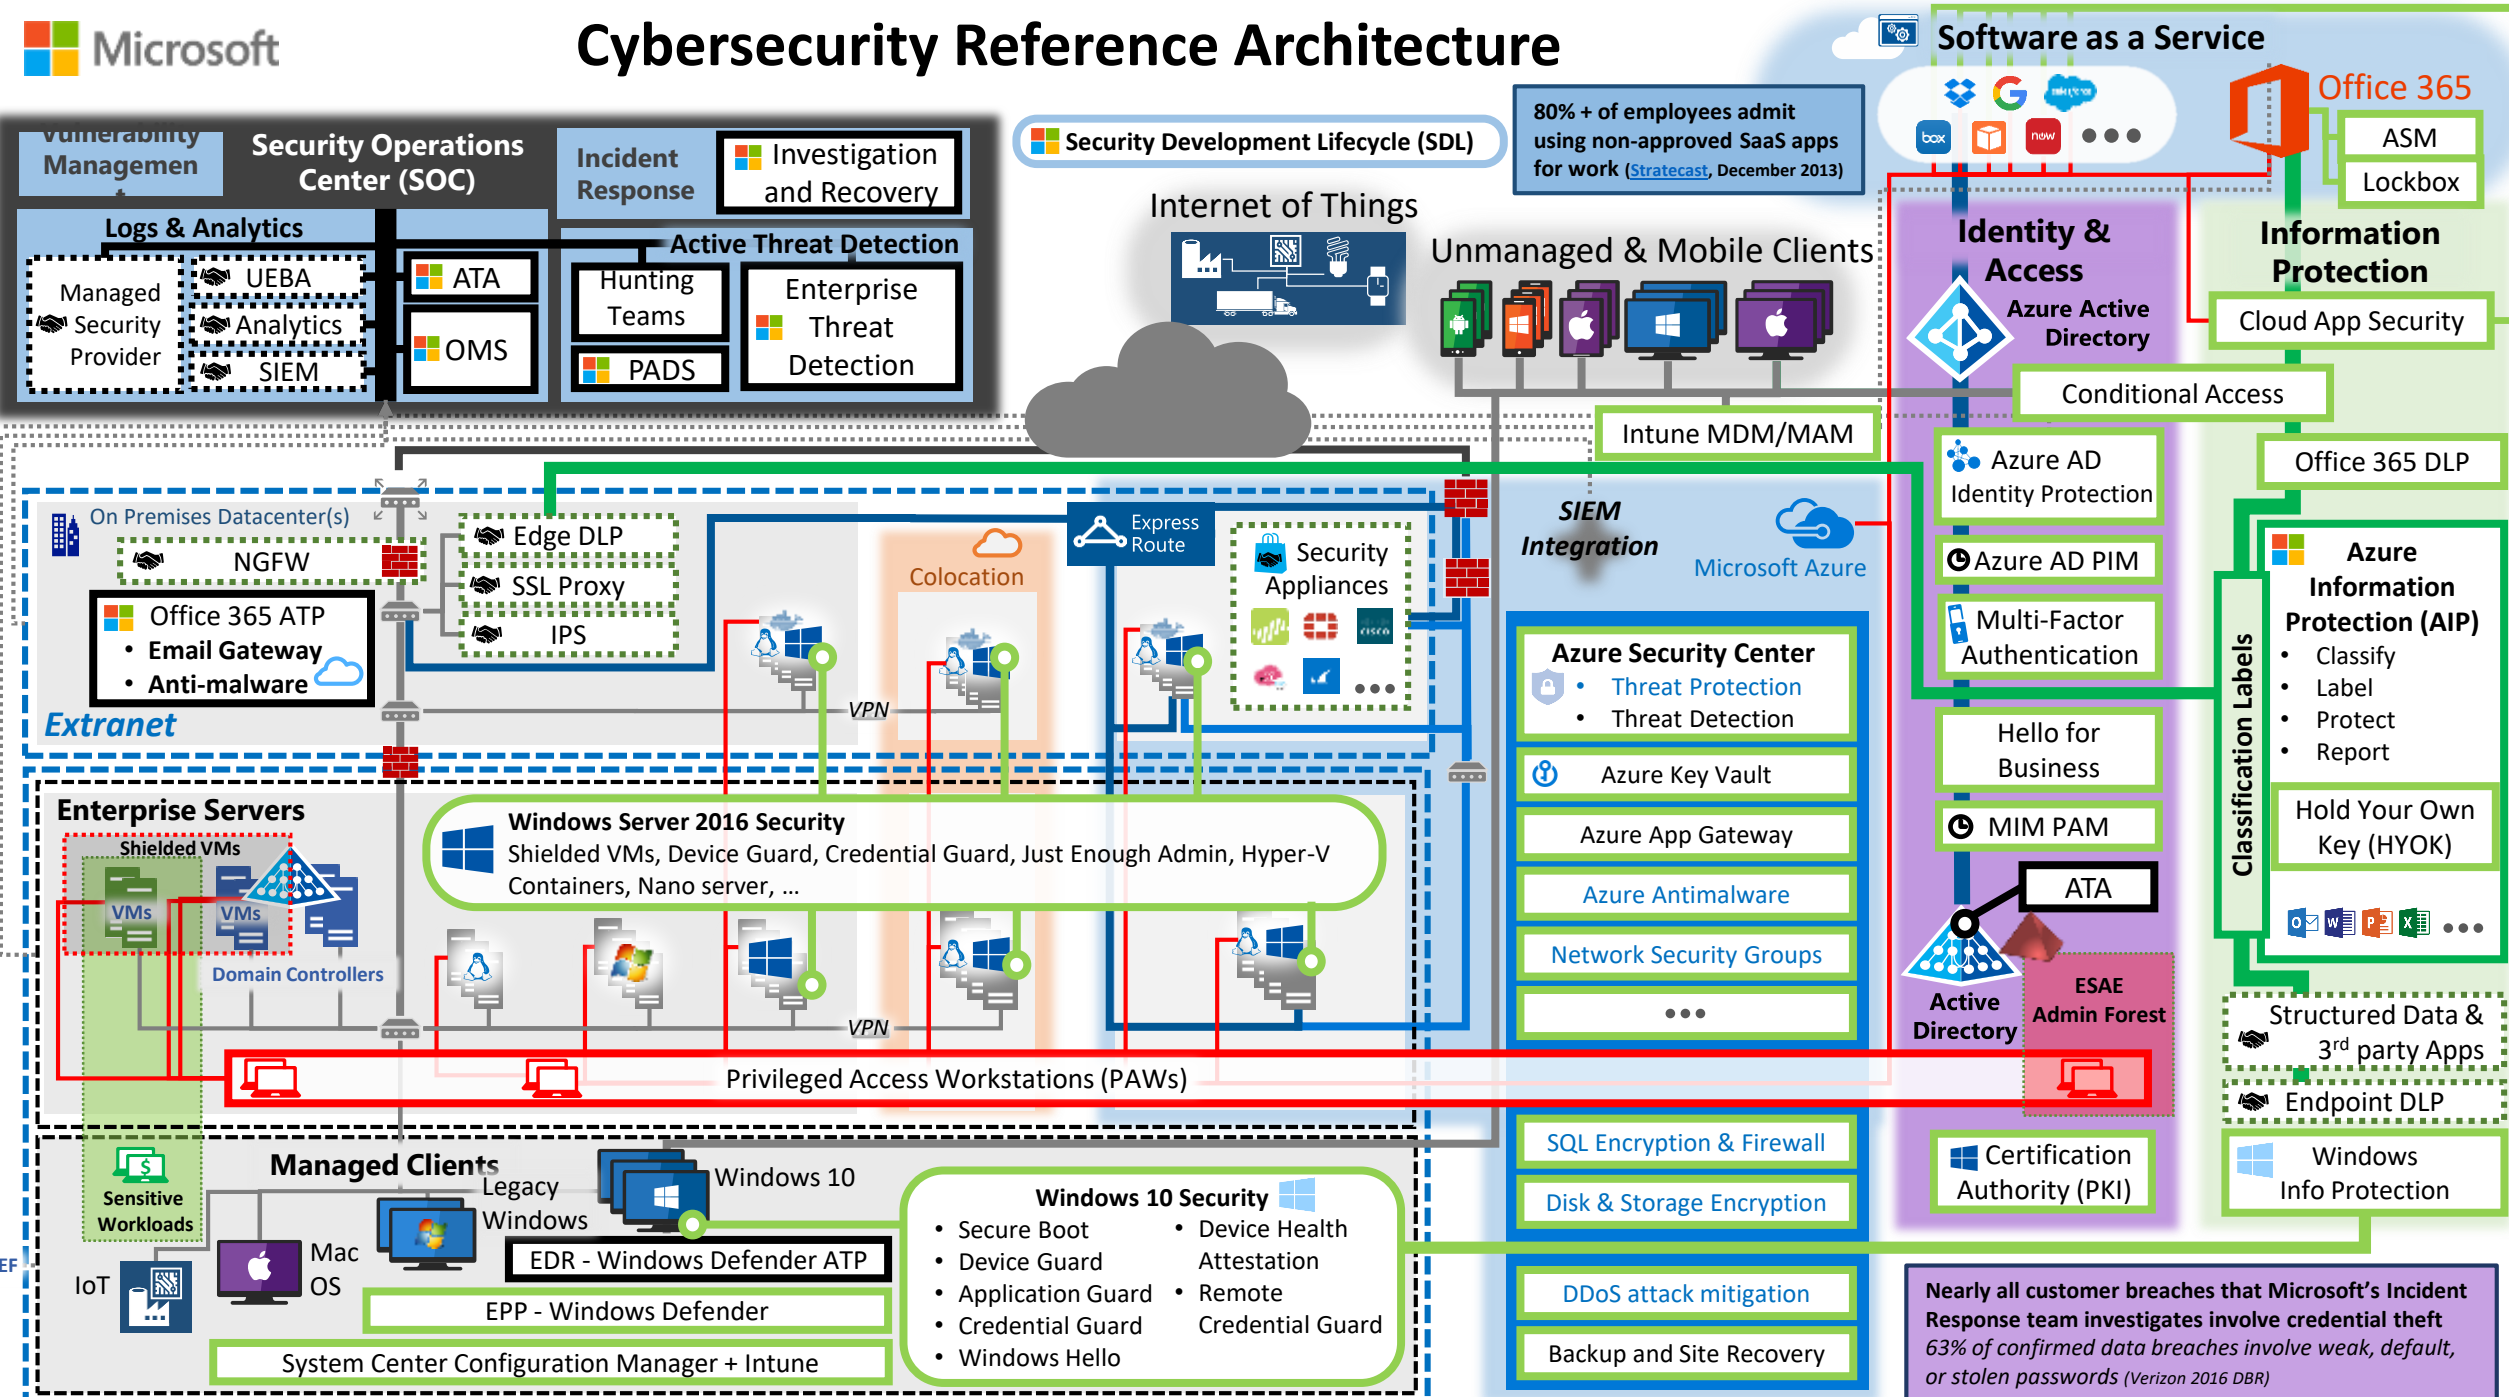 Microsoft
Cybersecurity Reference Architecture
Software as a Service
Office 365
ASM
Lockbox
box
now
80% + of employees admit
using non-approved SaaS apps
for work (Stratecast, December 2013)
Security Development Lifecycle (SDL)
Vulnerability
Managemen
Security Operations
Center (SOC)
Incident
Response
Investigation
and Recovery
Logs & Analytics
Managed
Security
Provider
UEBA
Analytics
SIEM
ATA
OMS
Active Threat Detection
Hunting
Teams
PADS
Enterprise
Threat
Detection
Internet of Things
Unmanaged & Mobile Clients
Intune MDM/MAM
Identity &
Access
Azure Active
Directory
Conditional Access
Azure AD
Identity Protection
Azure AD PIM
Multi-Factor
Authentication
Hello for
Business
MIM PAM
ATA
Active
Directory
ESAE
Admin Forest
Certification
Authority (PKI)
Information
Protection
Cloud App Security
Office 365 DLP
Classification Labels
Azure
Information
Protection (AIP)
• Classify
• Label
• Protect
• Report
Hold Your Own
Key (HYOK)
Structured Data &
3rd party Apps
Endpoint DLP
Windows
Info Protection
On Premises Datacenter(s)
NGFW
Office 365 ATP
• Email Gateway
• Anti-malware
Extranet
Edge DLP
SSL Proxy
IPS
Colocation
VPN
Express
Route
Security
Appliances
CISCO
SIEM
Integration
Microsoft Azure
Azure Security Center
• Threat Protection
• Threat Detection
Azure Key Vault
Azure App Gateway
Azure Antimalware
Network Security Groups
SQL Encryption & Firewall
Disk & Storage Encryption
DDoS attack mitigation
Backup and Site Recovery
Enterprise Servers
Shielded VMs
VMs
VMs
Domain Controllers
Windows Server 2016 Security
Shielded VMs, Device Guard, Credential Guard, Just Enough Admin, Hyper-V
Containers, Nano server, …
VPN
Privileged Access Workstations (PAWs)
Sensitive
Workloads
Managed Clients
Legacy
Windows
Windows 10
Mac
OS
IoT
EF
EDR - Windows Defender ATP
EPP - Windows Defender
System Center Configuration Manager + Intune
Windows 10 Security
• Secure Boot
• Device Guard
• Application Guard
• Credential Guard
• Windows Hello
• Device Health
Attestation
• Remote
Credential Guard
Nearly all customer breaches that Microsoft's Incident
Response team investigates involve credential theft
63% of confirmed data breaches involve weak, default,
or stolen passwords (Verizon 2016 DBR)